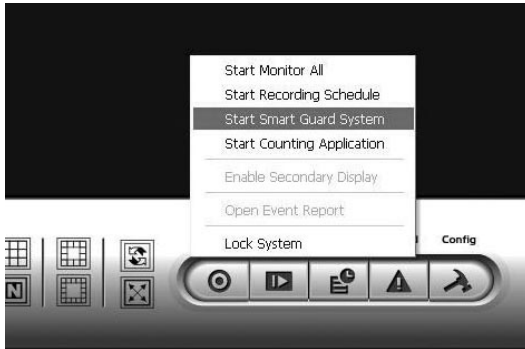 Start Monitor All
Start Recording Schedule
Start Smart Guard System
Start Counting Application
Enable Secondary Display
Open Event Report
Lock System
Config
N